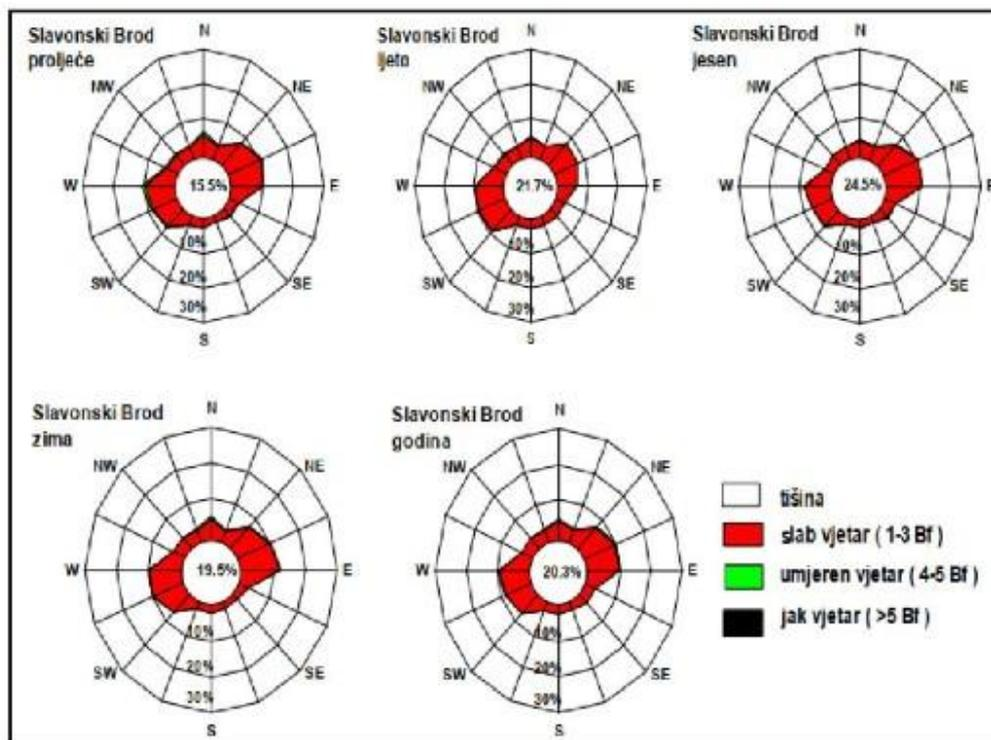 Slavonski Brod
proljeće
N
NW
NE
W
15.5%
E
10%
SW
20%
SE
30%
S
Slavonski Brod
ljeto
N
NW
NE
W
21.7%
E
10%
SW
20%
SE
30%
S
Slavonski Brod
jesen
N
NW
NE
W
24.5%
E
10%
SW
20%
SE
30%
S
Slavonski Brod
zima
N
NW
NE
W
19.5%
E
10%
SW
20%
SE
30%
S
Slavonski Brod
godina
N
NW
NE
W
20.3%
E
10%
SW
20%
SE
30%
S
tišina
slab vjetar ( 1-3 Bf )
umjeren vjetar ( 4-5 Bf )
jak vjetar ( >5 Bf )